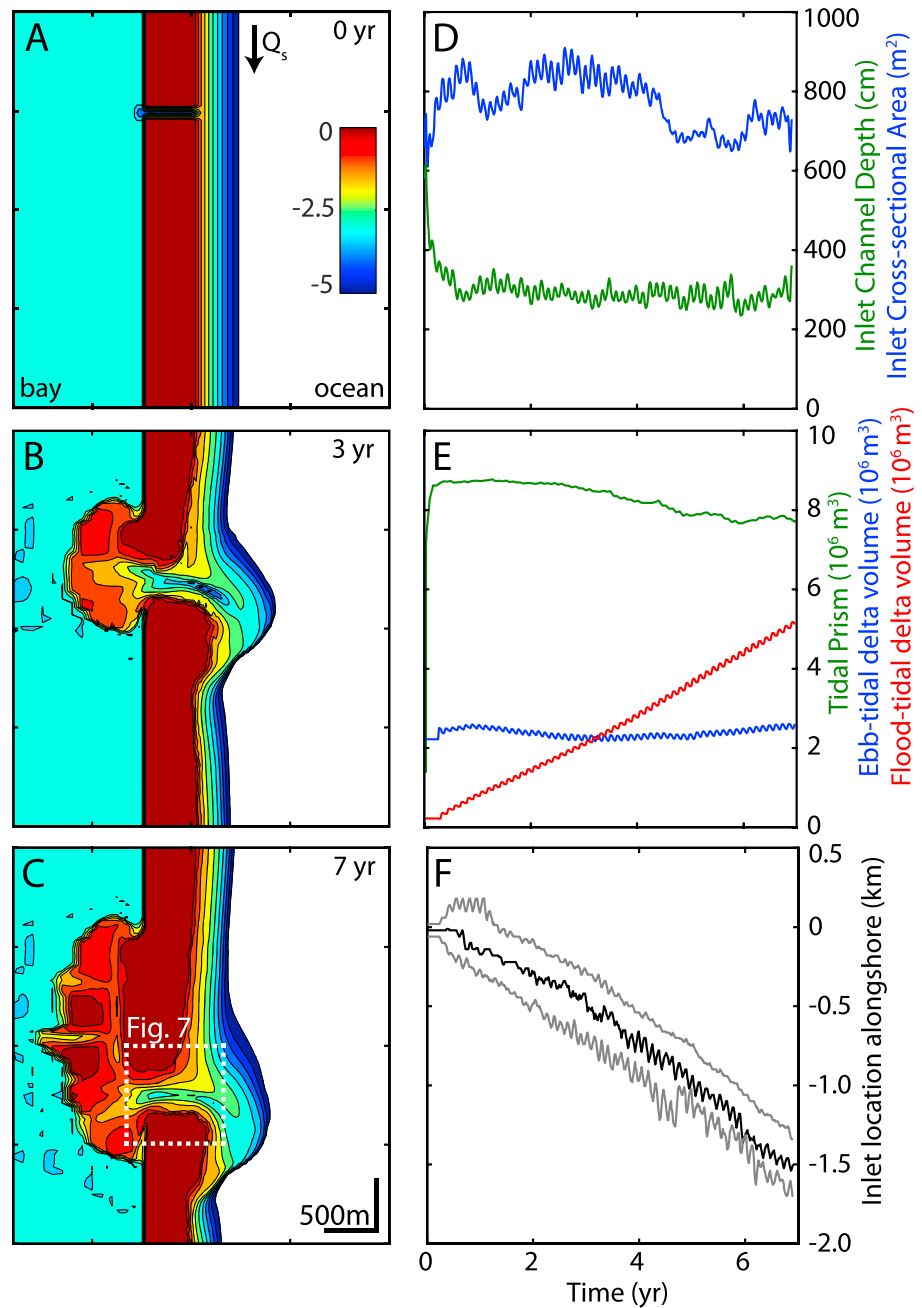 A
0 yr
Qs
0
-2.5
-5
bay
ocean
B
3 yr
C
7 yr
Fig. 7
500m
D
1000
800
600
400
200
0
Inlet Channel Depth (cm)
Inlet Cross-sectional Area (m²)
E
10
8
6
4
2
0
Tidal Prism (10⁶ m³)
Ebb-tidal delta volume (10⁶ m³)
Flood-tidal delta volume (10⁶ m³)
F
0.5
0
-0.5
-1.0
-1.5
-2.0
Inlet location alongshore (km)
0
2
4
6
Time (yr)